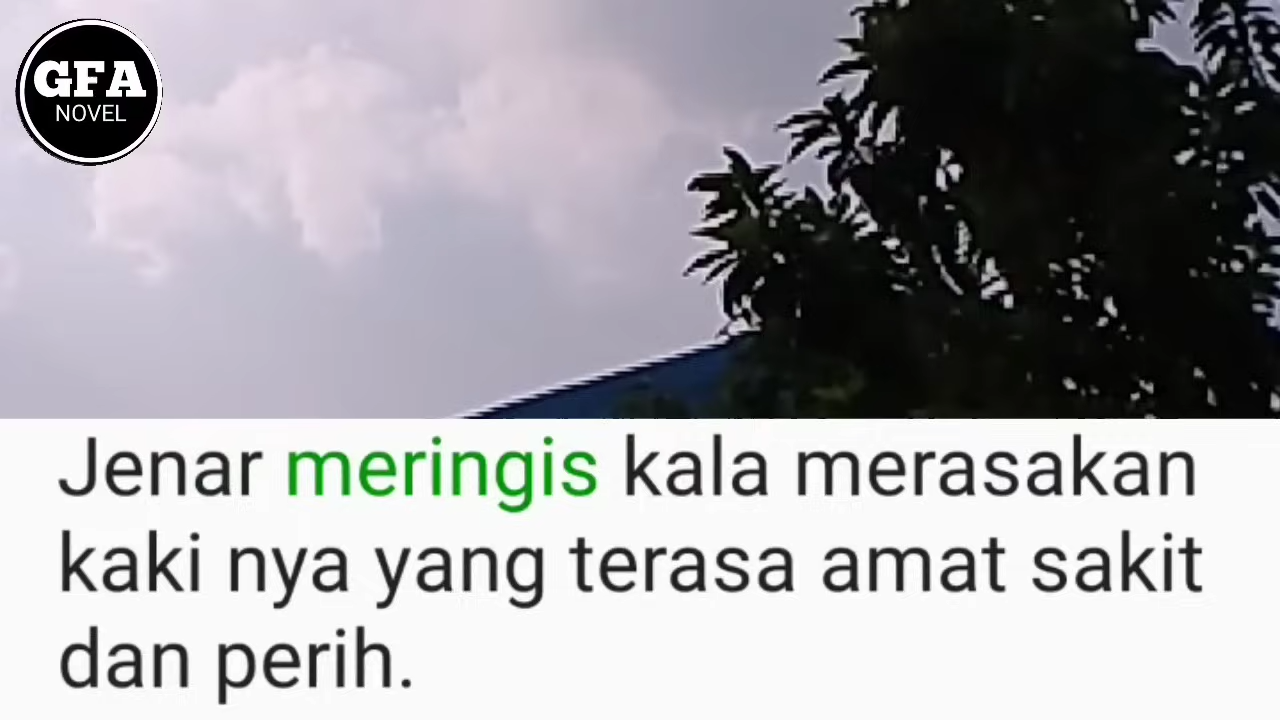 GFA
NOVEL
Jenar meringis kala merasakan
kaki nya yang terasa amat sakit
dan perih.